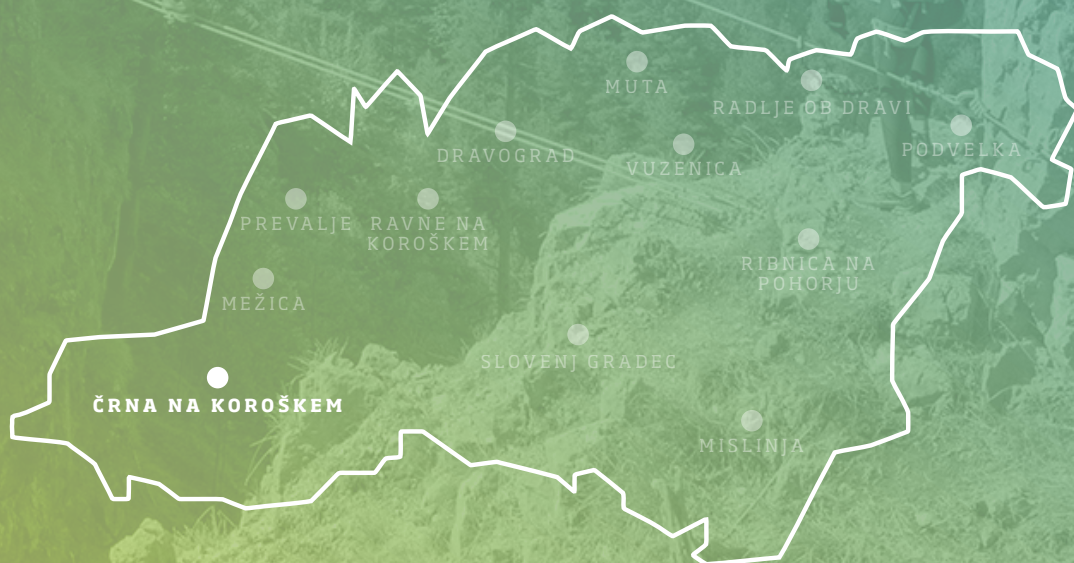 MUTA
RADLJE OB DRAVI
PODVELKA
DRAVOGRAD
VUZENICA
PREVALJE
RAVNE NA
KOROŠKEM
RIBNICA NA
POHORJU
MEŽICA
SLOVENJ GRADEC
ČRNA NA KOROŠKEM
MISLINJA